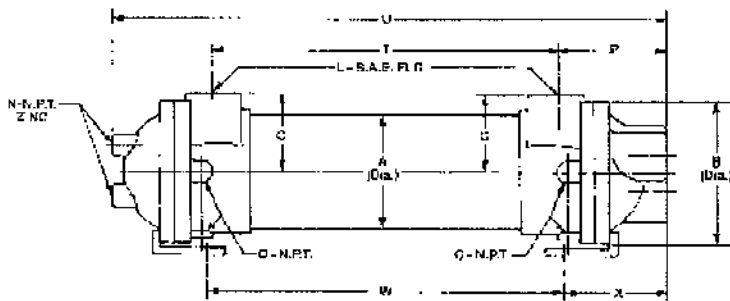 U
T
P
L-S.A.E. FLG
N-N.P.T.
ZINC
G
G
A
(Dia.)
B
(Dia.)
Q-N.P.T.
Q-N.P.T
W
X